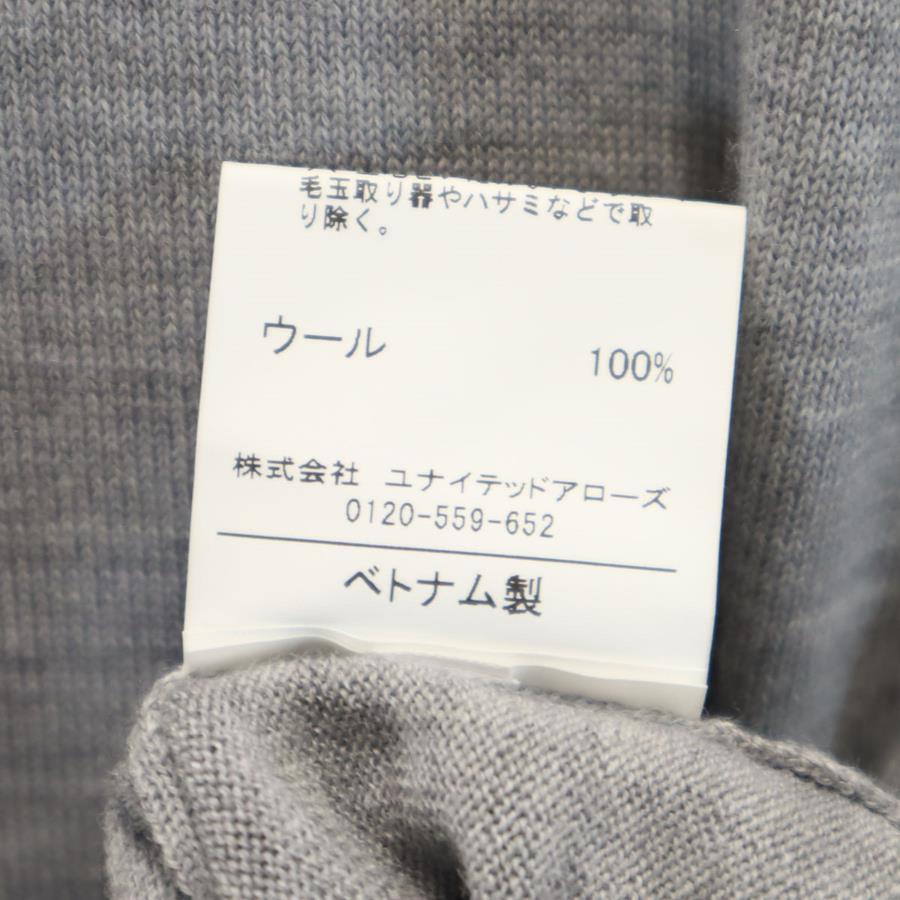 毛玉取り器やハサミなどで取
り除く。
ウール 100%
株式会社 ユナイテッドアローズ
0120-559-652
ベトナム製